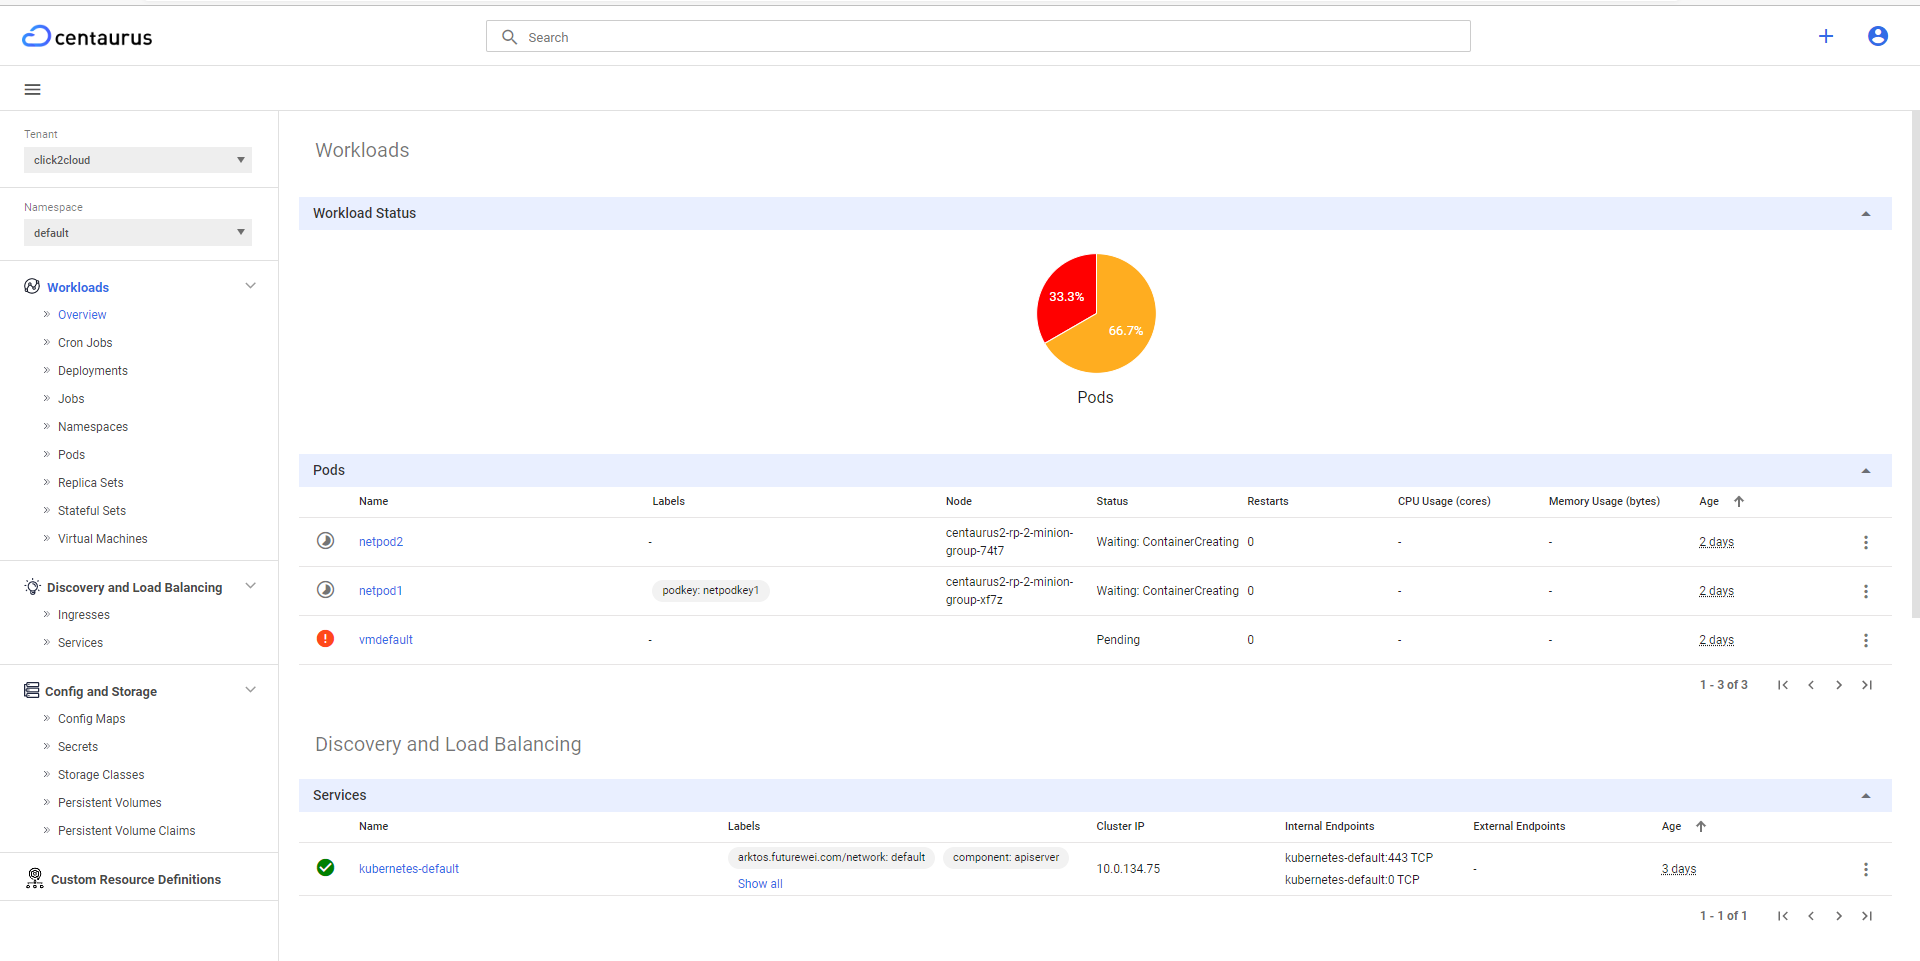 centaurus
Search
Tenant
click2cloud
Namespace
default
Workloads
Overview
Cron Jobs
Deployments
Jobs
Namespaces
Pods
Replica Sets
Stateful Sets
Virtual Machines
Discovery and Load Balancing
Ingresses
Services
Config and Storage
Config Maps
Secrets
Storage Classes
Persistent Volumes
Persistent Volume Claims
Custom Resource Definitions
Workloads
Workload Status
33.3%
66.7%
Pods
Pods
Name Labels Node Status Restarts CPU Usage (cores) Memory Usage (bytes) Age
netpod2 - centaurus2-rp-2-minion-group-74t7 Waiting: ContainerCreating 0 - - 2 days
netpod1 podkey: netpodkey1 centaurus2-rp-2-minion-group-xf7z Waiting: ContainerCreating 0 - - 2 days
vmdefault - Pending 0 - - 2 days
1 - 3 of 3
Discovery and Load Balancing
Services
Name Labels Cluster IP Internal Endpoints External Endpoints Age
kubernetes-default arktos.futurewei.com/network: default component: apiserver 10.0.134.75 kubernetes-default:443 TCP - 3 days
Show all kubernetes-default:0 TCP
1 - 1 of 1